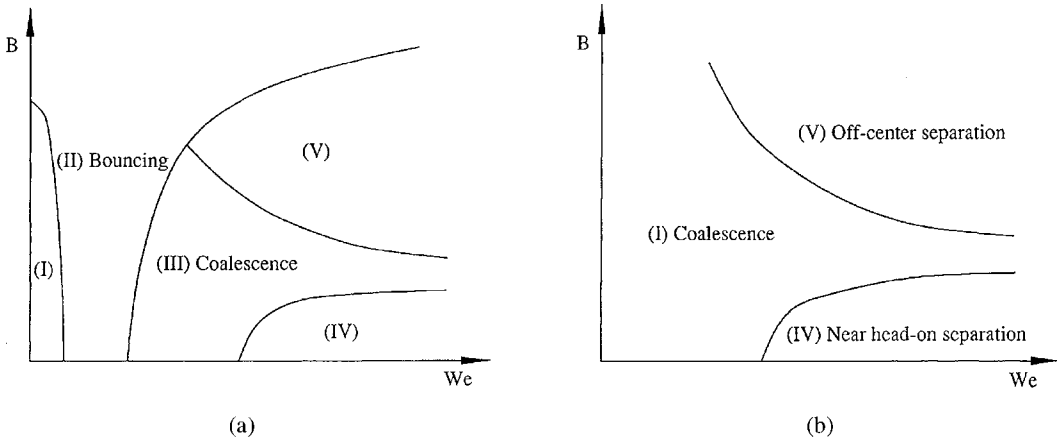 B
(II) Bouncing
(V)
(I)
(III) Coalescence
(IV)
We
(a)
B
(V) Off-center separation
(I) Coalescence
(IV) Near head-on separation
We
(b)